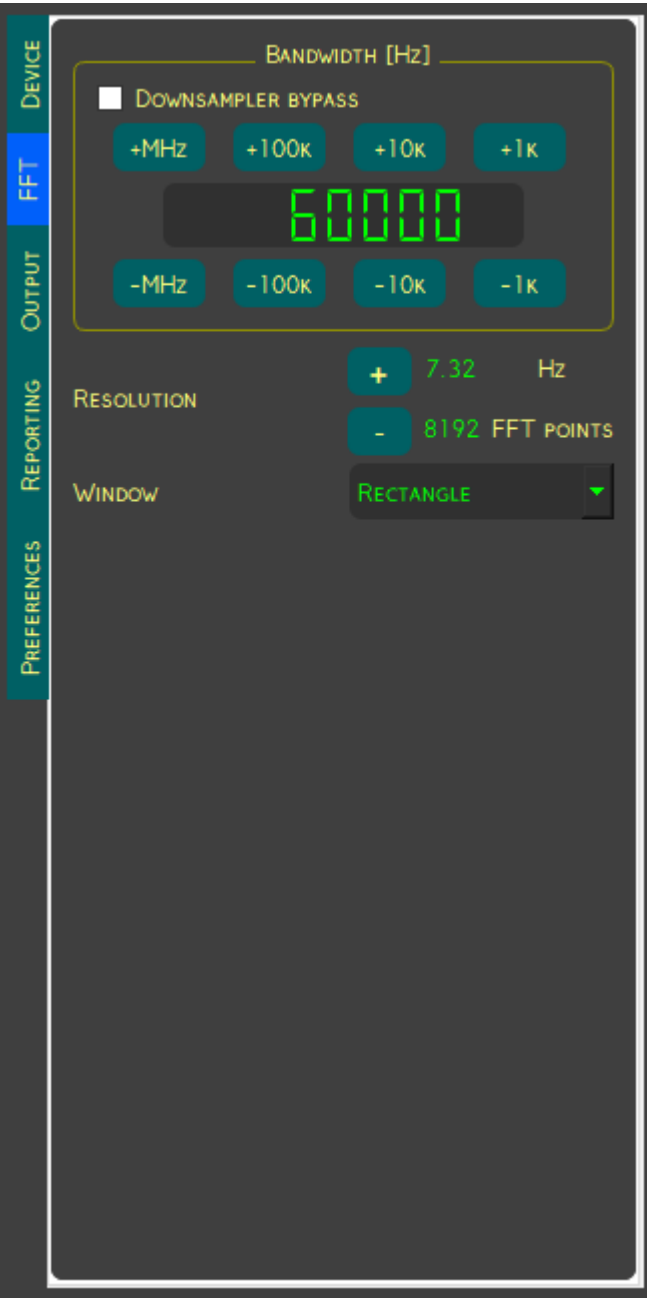 Device
FFT
Output
Reporting
Preferences
Bandwidth [Hz]
Downsampler bypass
+MHz +100k +10k +1k
60000
-MHz -100k -10k -1k
+ 7.32 Hz
Resolution
- 8192 FFT points
Window Rectangle